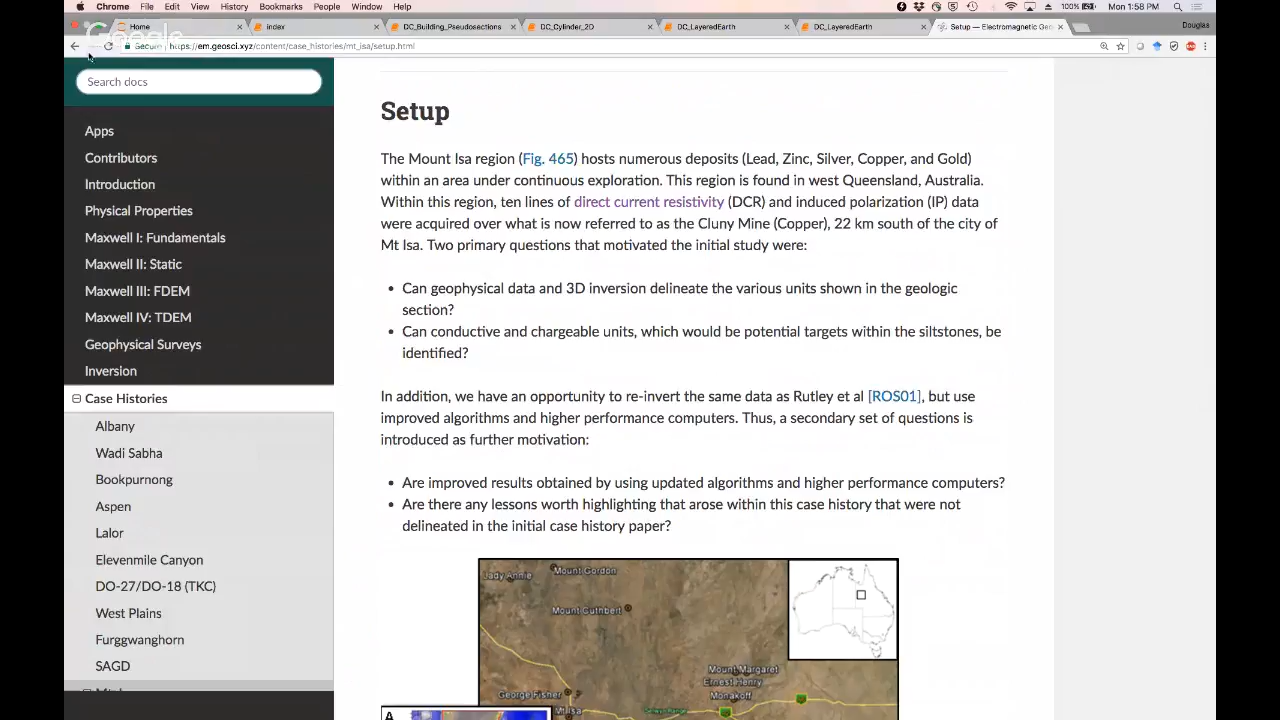 Chrome File Edit View History Bookmarks People Window Help 100% Mon 1:58 PM
Home index DC_Building_Pseudosections DC_Cylinder_2D DC_LayeredEarth DC_LayeredEarth Setup — Electromagnetic Geo Douglas
Google
Secure https://em.geosci.xyz/content/case_histories/mt_isa/setup.html
Search docs
Apps
Contributors
Introduction
Physical Properties
Maxwell I: Fundamentals
Maxwell II: Static
Maxwell III: FDEM
Maxwell IV: TDEM
Geophysical Surveys
Inversion
Case Histories
Albany
Wadi Sabha
Bookpurnong
Aspen
Lalor
Elevenmile Canyon
DO-27/DO-18 (TKC)
West Plains
Furggwanghorn
SAGD
Setup
The Mount Isa region (Fig. 465) hosts numerous deposits (Lead, Zinc, Silver, Copper, and Gold)
within an area under continuous exploration. This region is found in west Queensland, Australia.
Within this region, ten lines of direct current resistivity (DCR) and induced polarization (IP) data
were acquired over what is now referred to as the Cluny Mine (Copper), 22 km south of the city of
Mt Isa. Two primary questions that motivated the initial study were:
• Can geophysical data and 3D inversion delineate the various units shown in the geologic
section?
• Can conductive and chargeable units, which would be potential targets within the siltstones, be
identified?
In addition, we have an opportunity to re-invert the same data as Rutley et al [ROS01], but use
improved algorithms and higher performance computers. Thus, a secondary set of questions is
introduced as further motivation:
• Are improved results obtained by using updated algorithms and higher performance computers?
• Are there any lessons worth highlighting that arose within this case history that were not
delineated in the initial case history paper?
Lady Annie Mount Gordon
Mount Cuthbert
Mount Margaret
Ernest Henry
Monakoff
George Fisher
Mt Isa
A